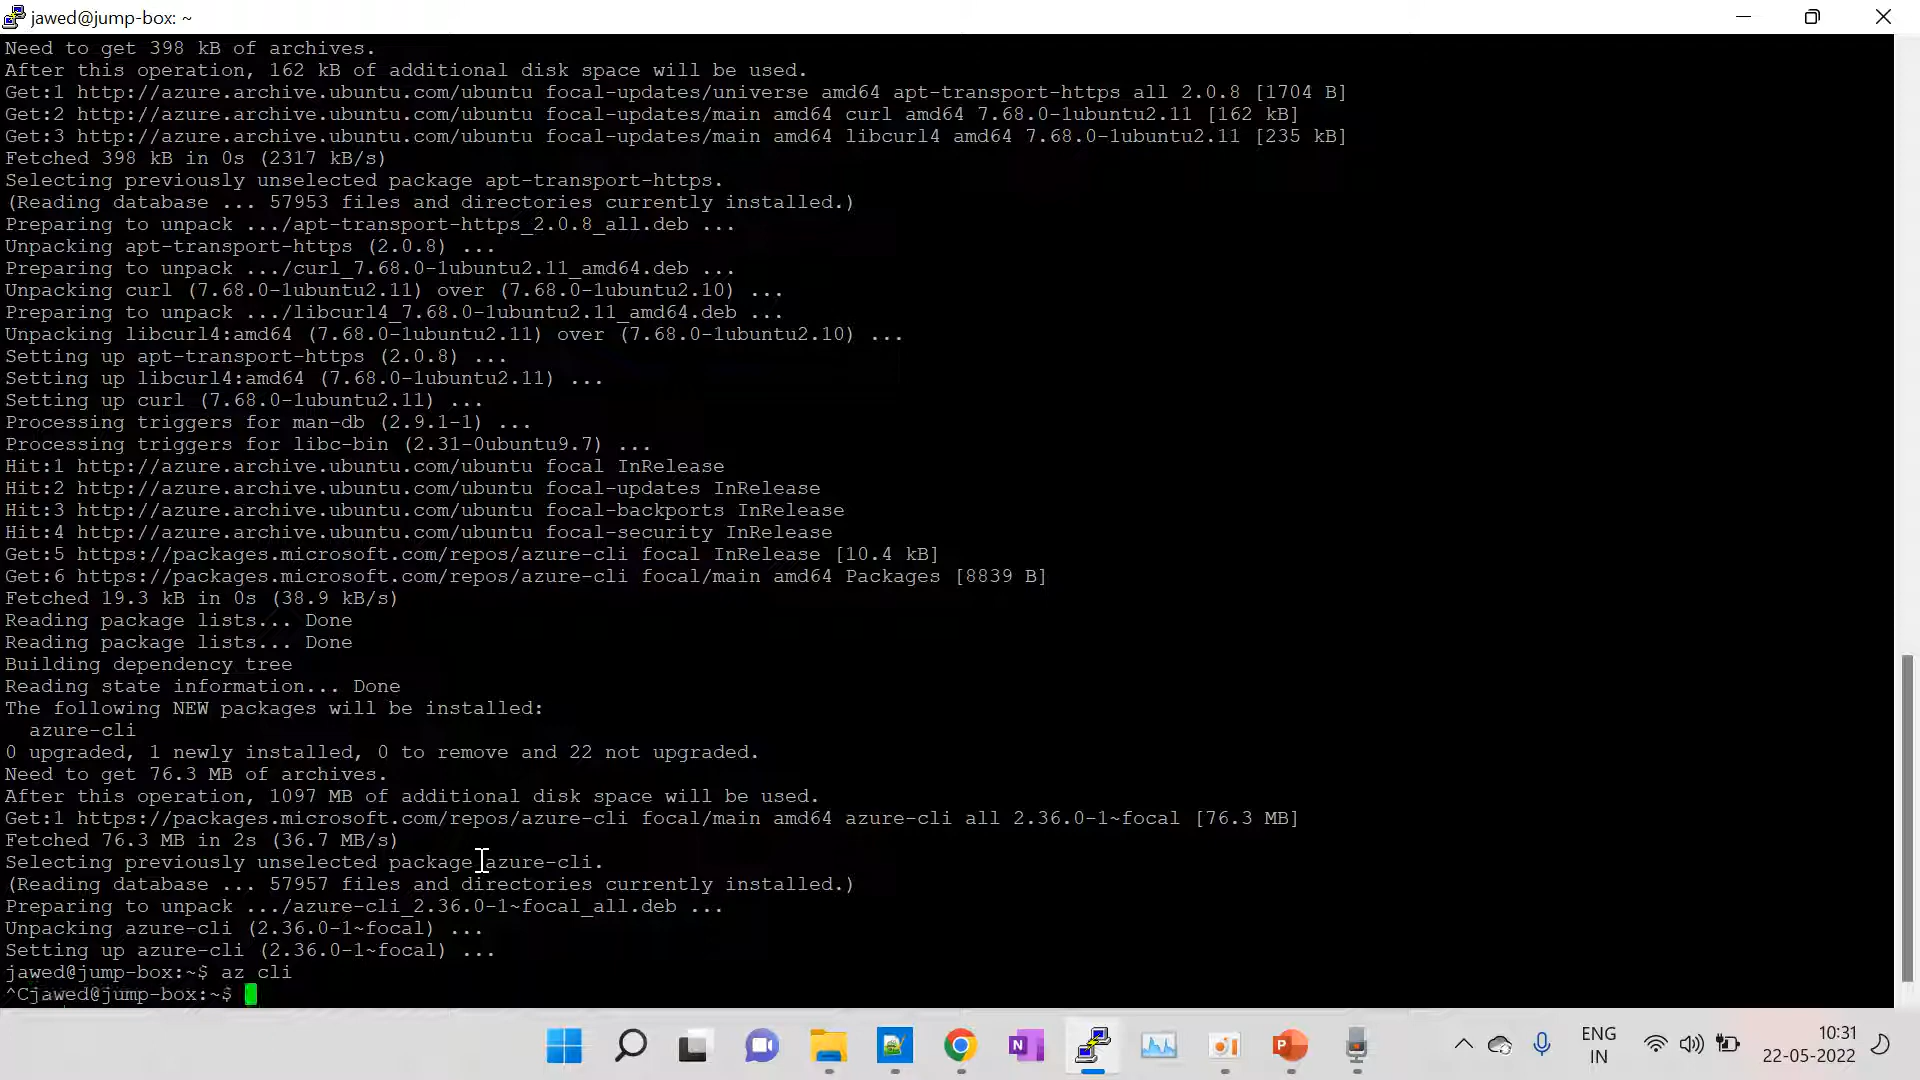 jawed@jump-box: ~
Need to get 398 kB of archives.
After this operation, 162 kB of additional disk space will be used.
Get:1 http://azure.archive.ubuntu.com/ubuntu focal-updates/universe amd64 apt-transport-https all 2.0.8 [1704 B]
Get:2 http://azure.archive.ubuntu.com/ubuntu focal-updates/main amd64 curl amd64 7.68.0-1ubuntu2.11 [162 kB]
Get:3 http://azure.archive.ubuntu.com/ubuntu focal-updates/main amd64 libcurl4 amd64 7.68.0-1ubuntu2.11 [235 kB]
Fetched 398 kB in 0s (2317 kB/s)
Selecting previously unselected package apt-transport-https.
(Reading database ... 57953 files and directories currently installed.)
Preparing to unpack .../apt-transport-https_2.0.8_all.deb ...
Unpacking apt-transport-https (2.0.8) ...
Preparing to unpack .../curl_7.68.0-1ubuntu2.11_amd64.deb ...
Unpacking curl (7.68.0-1ubuntu2.11) over (7.68.0-1ubuntu2.10) ...
Preparing to unpack .../libcurl4_7.68.0-1ubuntu2.11_amd64.deb ...
Unpacking libcurl4:amd64 (7.68.0-1ubuntu2.11) over (7.68.0-1ubuntu2.10) ...
Setting up apt-transport-https (2.0.8) ...
Setting up libcurl4:amd64 (7.68.0-1ubuntu2.11) ...
Setting up curl (7.68.0-1ubuntu2.11) ...
Processing triggers for man-db (2.9.1-1) ...
Processing triggers for libc-bin (2.31-0ubuntu9.7) ...
Hit:1 http://azure.archive.ubuntu.com/ubuntu focal InRelease
Hit:2 http://azure.archive.ubuntu.com/ubuntu focal-updates InRelease
Hit:3 http://azure.archive.ubuntu.com/ubuntu focal-backports InRelease
Hit:4 http://azure.archive.ubuntu.com/ubuntu focal-security InRelease
Get:5 https://packages.microsoft.com/repos/azure-cli focal InRelease [10.4 kB]
Get:6 https://packages.microsoft.com/repos/azure-cli focal/main amd64 Packages [8839 B]
Fetched 19.3 kB in 0s (38.9 kB/s)
Reading package lists... Done
Reading package lists... Done
Building dependency tree
Reading state information... Done
The following NEW packages will be installed:
azure-cli
0 upgraded, 1 newly installed, 0 to remove and 22 not upgraded.
Need to get 76.3 MB of archives.
After this operation, 1097 MB of additional disk space will be used.
Get:1 https://packages.microsoft.com/repos/azure-cli focal/main amd64 azure-cli all 2.36.0-1~focal [76.3 MB]
Fetched 76.3 MB in 2s (36.7 MB/s)
Selecting previously unselected package azure-cli.
(Reading database ... 57957 files and directories currently installed.)
Preparing to unpack .../azure-cli_2.36.0-1~focal_all.deb ...
Unpacking azure-cli (2.36.0-1~focal) ...
Setting up azure-cli (2.36.0-1~focal) ...
jawed@jump-box:~$ az cli
^Cjawed@jump-box:~$
N
P
ENG
IN
10:31
22-05-2022